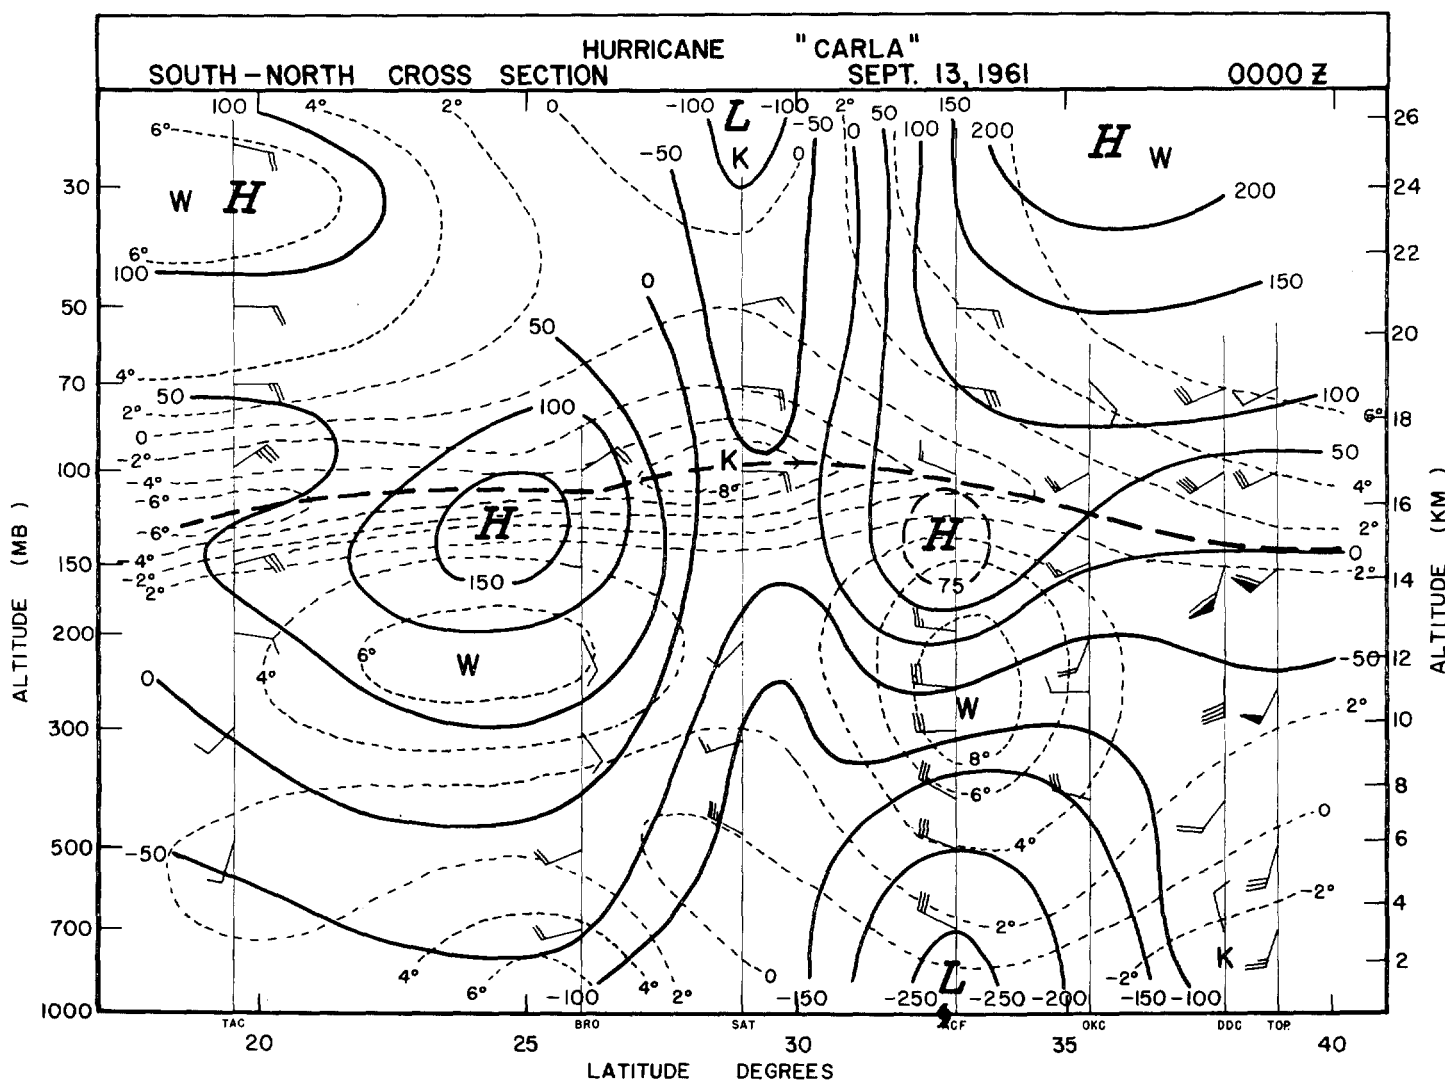 HURRICANE "CARLA"
SOUTH-NORTH CROSS SECTION SEPT. 13, 1961 0000 Z
100 4° 2° 0 -100 L -100 2° 50 150
6° -50 0 100 200 H W 26
-50 K 0
30 W H 200 24
6°
100 0 150 22
50 50 20
4°
70 50 100 100 18
2° 6°
0
-2° K 50
100 -4° 8° 4° 16
-6°
-6° H H 2°
-4° 0
150 -2° 150 75 -2° 14
-2°
200 6° W -50 12
4°
0 W 2°
300 10
8°
-6° 8
0
500 -50 4° 6
-2°
700 2° 4
K
4° 0 L -2° 2
6° 4° 2°
1000 -100 -150 -250 -250 -200 -150 -100
TAC BRO SAT ACF OKC DDC TOP
20 25 30 35 40
LATITUDE DEGREES
ALTITUDE (MB)
ALTITUDE (KM)